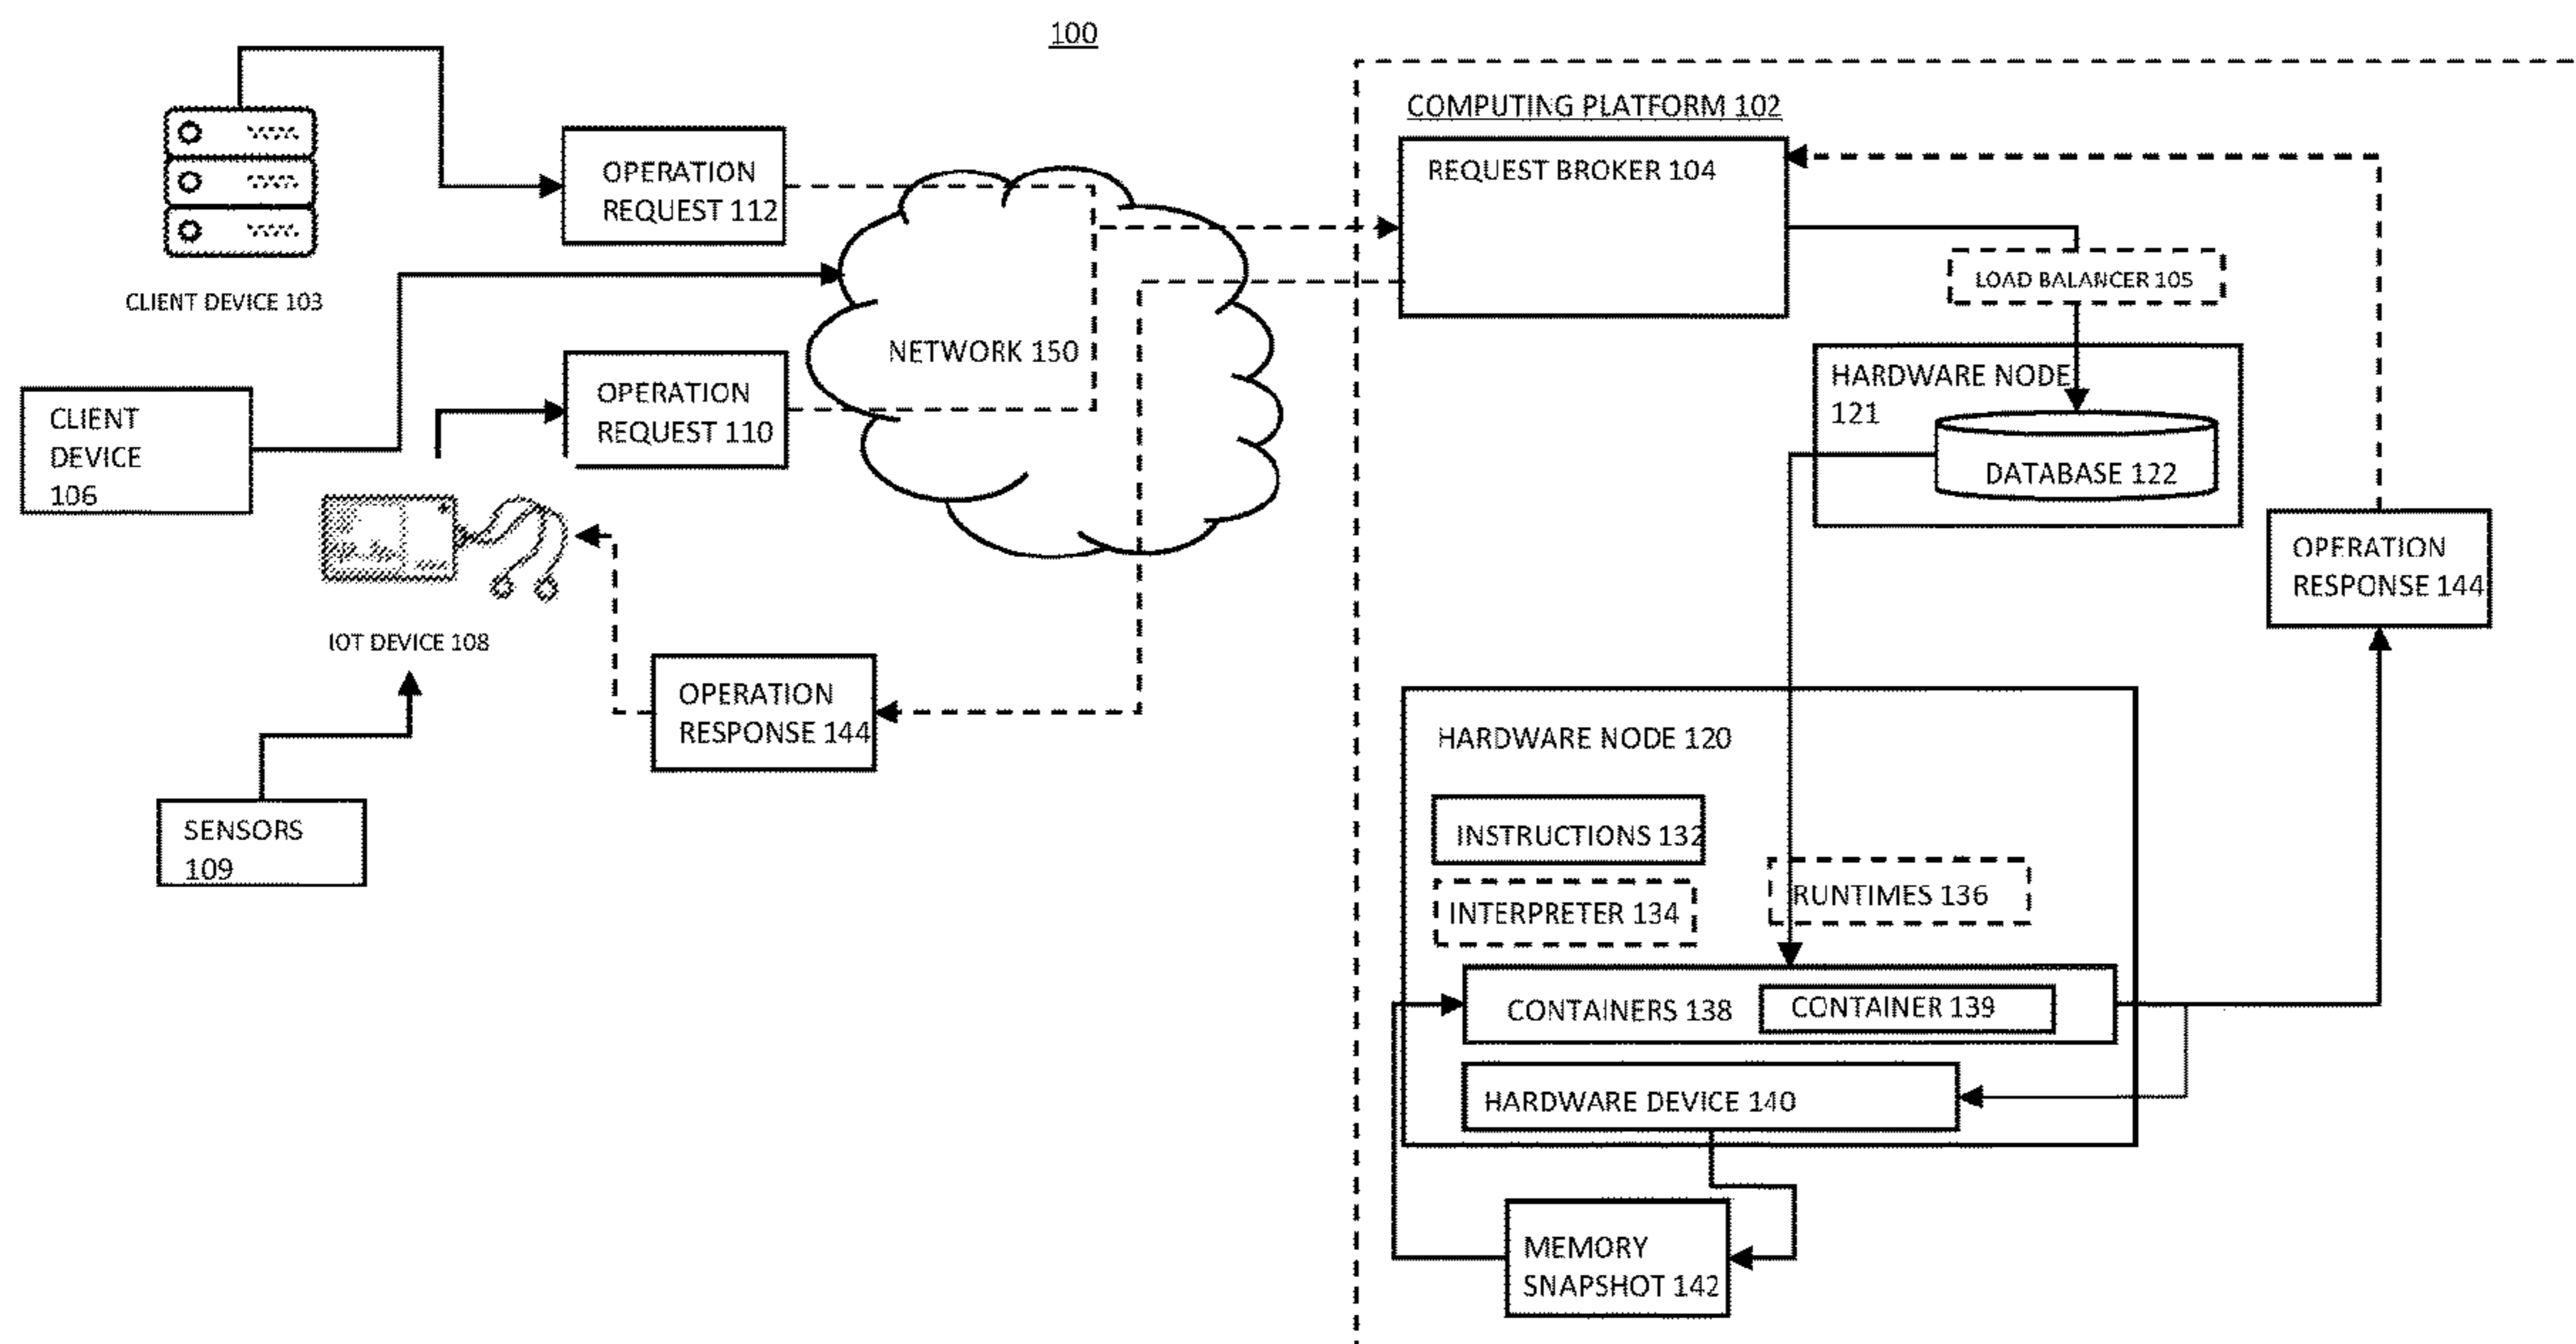 100
COMPUTING PLATFORM 102
OPERATION
REQUEST 112
REQUEST BROKER 104
LOAD BALANCER 105
CLIENT DEVICE 103
NETWORK 150
HARDWARE NODE
121
DATABASE 122
OPERATION
REQUEST 110
CLIENT
DEVICE
106
OPERATION
RESPONSE 144
IOT DEVICE 108
OPERATION
RESPONSE 144
HARDWARE NODE 120
SENSORS
109
INSTRUCTIONS 132
INTERPRETER 134
RUNTIMES 136
CONTAINERS 138
CONTAINER 139
HARDWARE DEVICE 140
MEMORY
SNAPSHOT 142